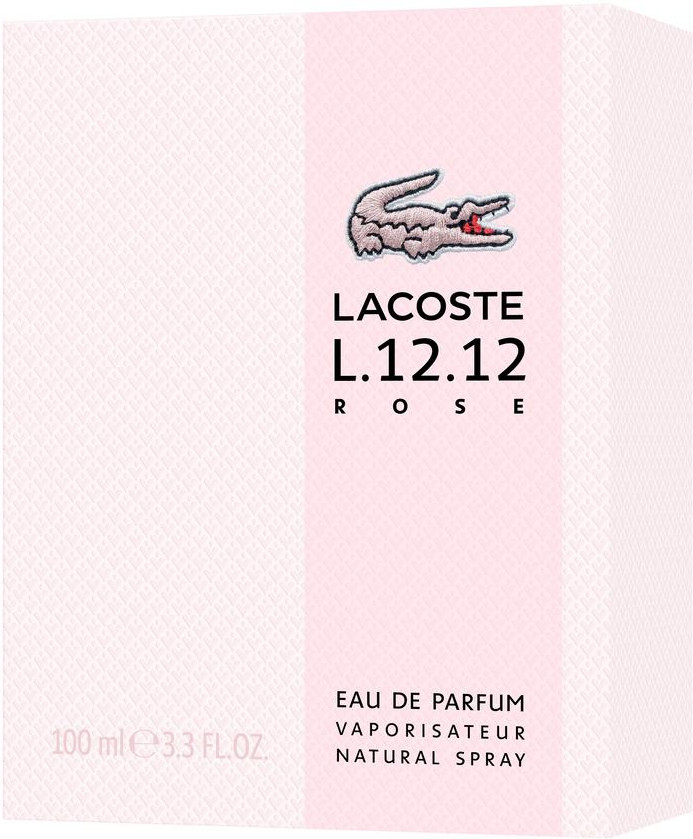 LACOSTE
L.12.12
ROSE
EAU DE PARFUM
VAPORISATEUR
NATURAL SPRAY
100 ml ℮ 3.3 FL.OZ.